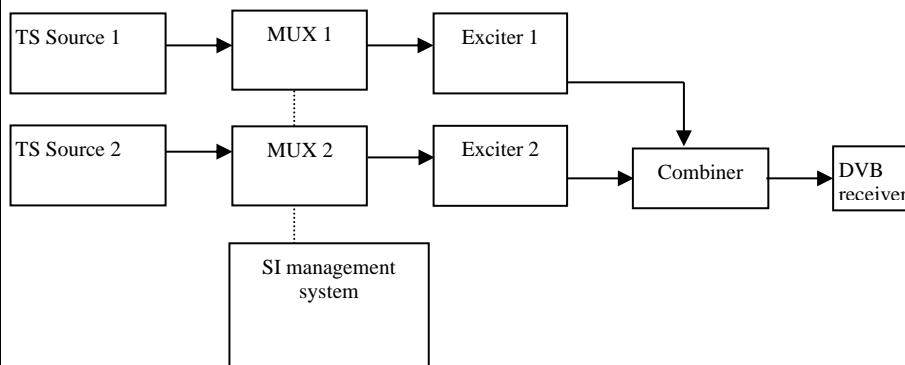 TS Source 1
MUX 1
Exciter 1
TS Source 2
MUX 2
Exciter 2
Combiner
DVB
receiver
SI management
system